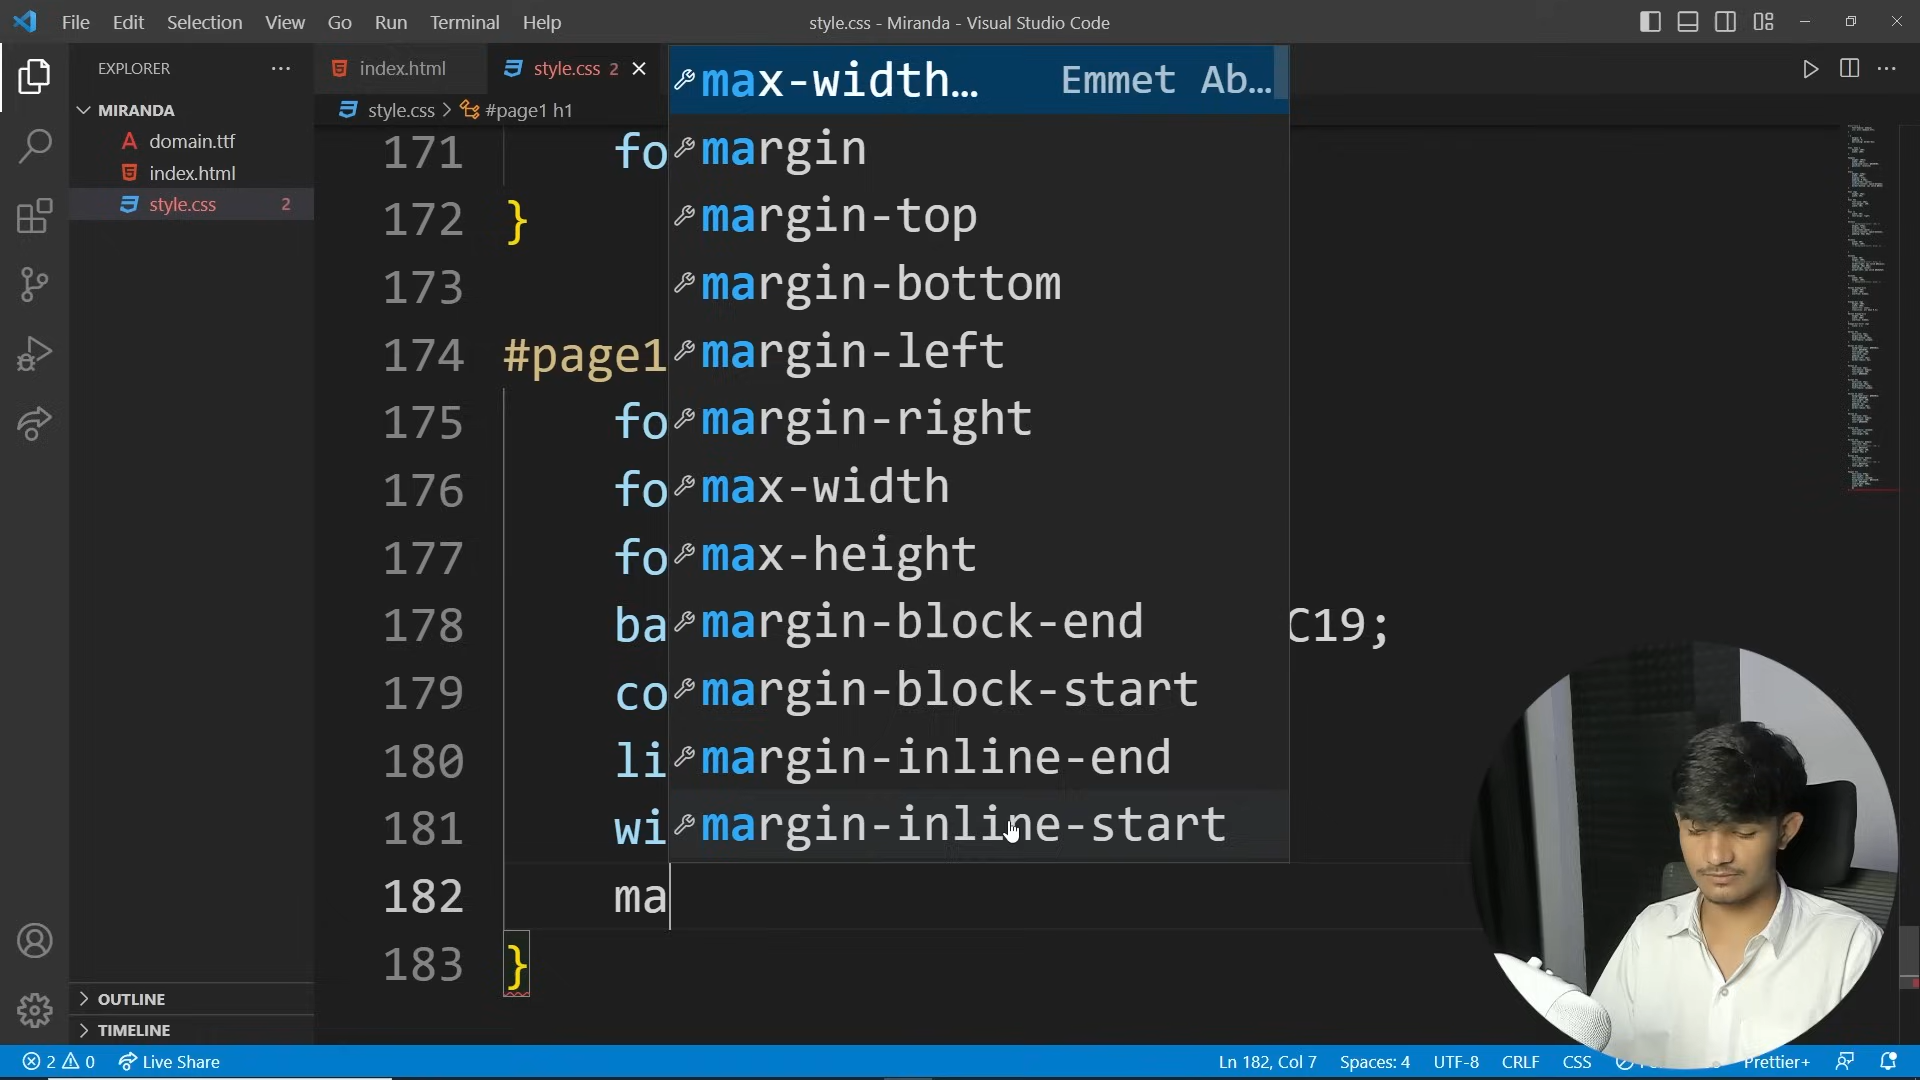 File Edit Selection View Go Run Terminal Help
style.css - Miranda - Visual Studio Code
EXPLORER
MIRANDA
domain.ttf
index.html
style.css 2
OUTLINE
TIMELINE
index.html
style.css 2
style.css > #page1 h1
171 fo
172 }
173
174 #page1
175 fo
176 fo
177 fo
178 ba C19;
179 co
180 li
181 wi
182 ma
183 }
max-width… Emmet Ab…
margin
margin-top
margin-bottom
margin-left
margin-right
max-width
max-height
margin-block-end
margin-block-start
margin-inline-end
margin-inline-start
2 0 Live Share
Ln 182, Col 7 Spaces: 4 UTF-8 CRLF CSS Prettier+